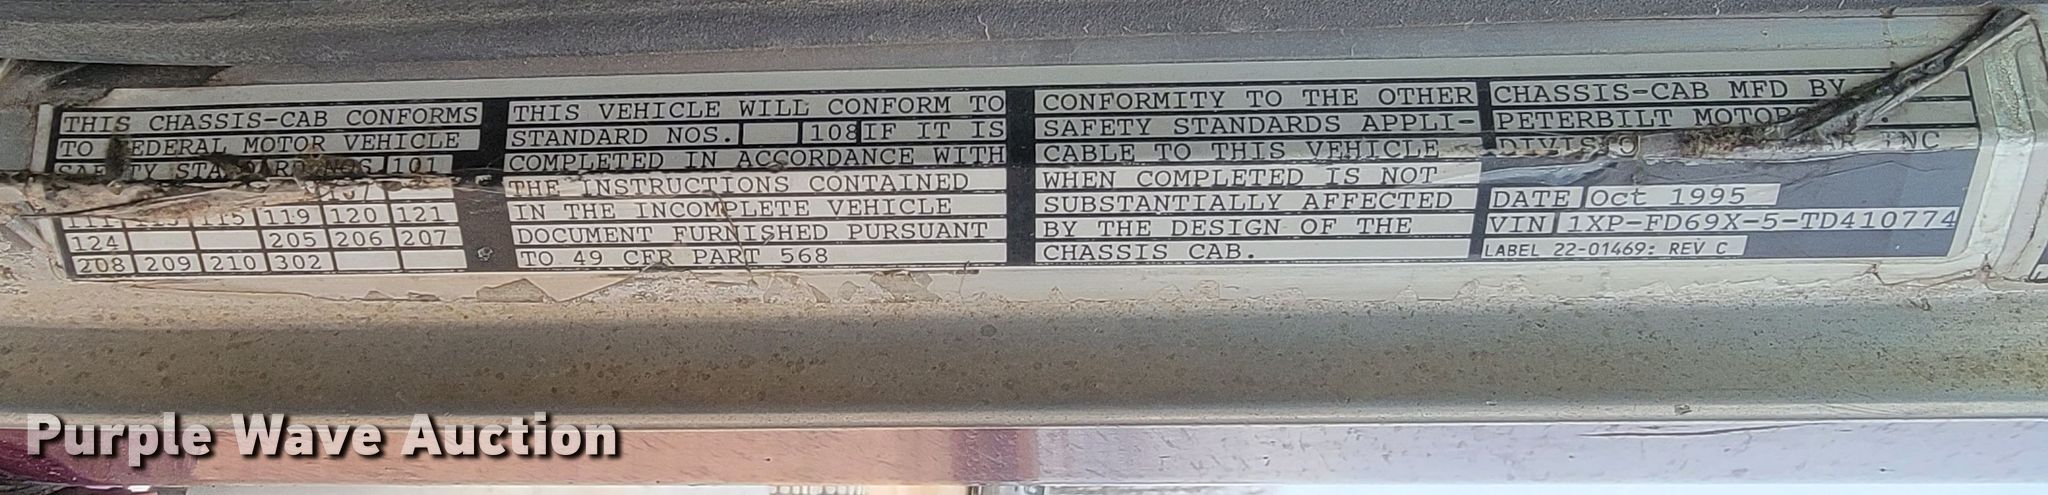 THIS CHASSIS-CAB CONFORMS
TO FEDERAL MOTOR VEHICLE
SAFETY STANDARD NOS 101
107
111 113 115 119 120 121
124 205 206 207
208 209 210 302
THIS VEHICLE WILL CONFORM TO
STANDARD NOS. 108 IF IT IS
COMPLETED IN ACCORDANCE WITH
THE INSTRUCTIONS CONTAINED
IN THE INCOMPLETE VEHICLE
DOCUMENT FURNISHED PURSUANT
TO 49 CFR PART 568
CONFORMITY TO THE OTHER
SAFETY STANDARDS APPLI-
CABLE TO THIS VEHICLE
WHEN COMPLETED IS NOT
SUBSTANTIALLY AFFECTED
BY THE DESIGN OF THE
CHASSIS CAB.
CHASSIS-CAB MFD BY
PETERBILT MOTORS
INC
DATE Oct 1995
VIN 1XP-FD69X-5-TD410774
LABEL 22-01469: REV C
Purple Wave Auction